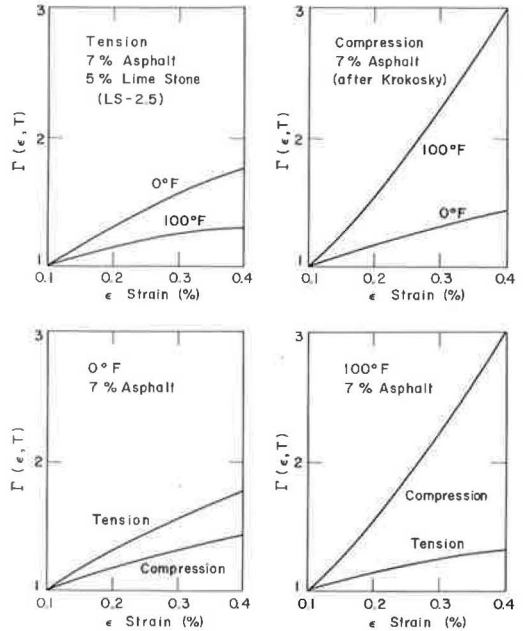 3
Tension
7% Asphalt
5% Lime Stone
(LS-2.5)
Γ (ϵ, T)
2
0°F
100°F
1
0.1 0.2 0.3 0.4
ϵ Strain (%)
3
Compression
7% Asphalt
(after Krokosky)
Γ (ϵ, T)
2
100°F
0°F
1
0.1 0.2 0.3 0.4
ϵ Strain (%)
3
0°F
7% Asphalt
Γ (ϵ, T)
2
Tension
Compression
1
0.1 0.2 0.3 0.4
ϵ Strain (%)
3
100°F
7% Asphalt
Γ (ϵ, T)
2
Compression
Tension
1
0.1 0.2 0.3 0.4
ϵ Strain (%)